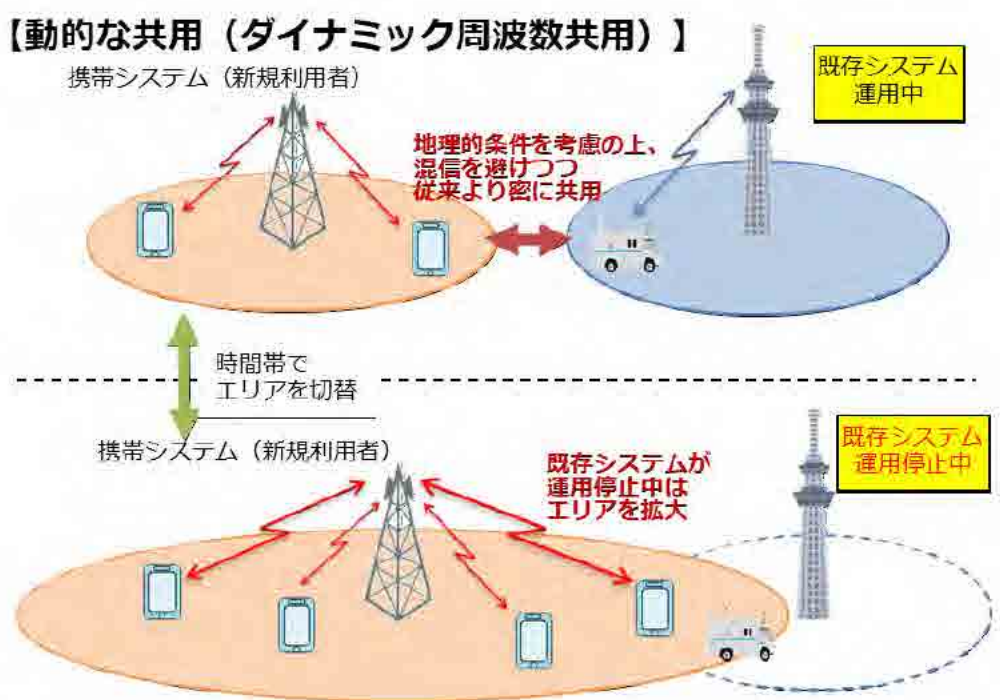 【動的な共用（ダイナミック周波数共用）】
携帯システム（新規利用者）
既存システム
運用中
地理的条件を考慮の上、
混信を避けつつ
従来より密に共用
時間帯で
エリアを切替
携帯システム（新規利用者）
既存システムが
運用停止中は
エリアを拡大
既存システム
運用停止中